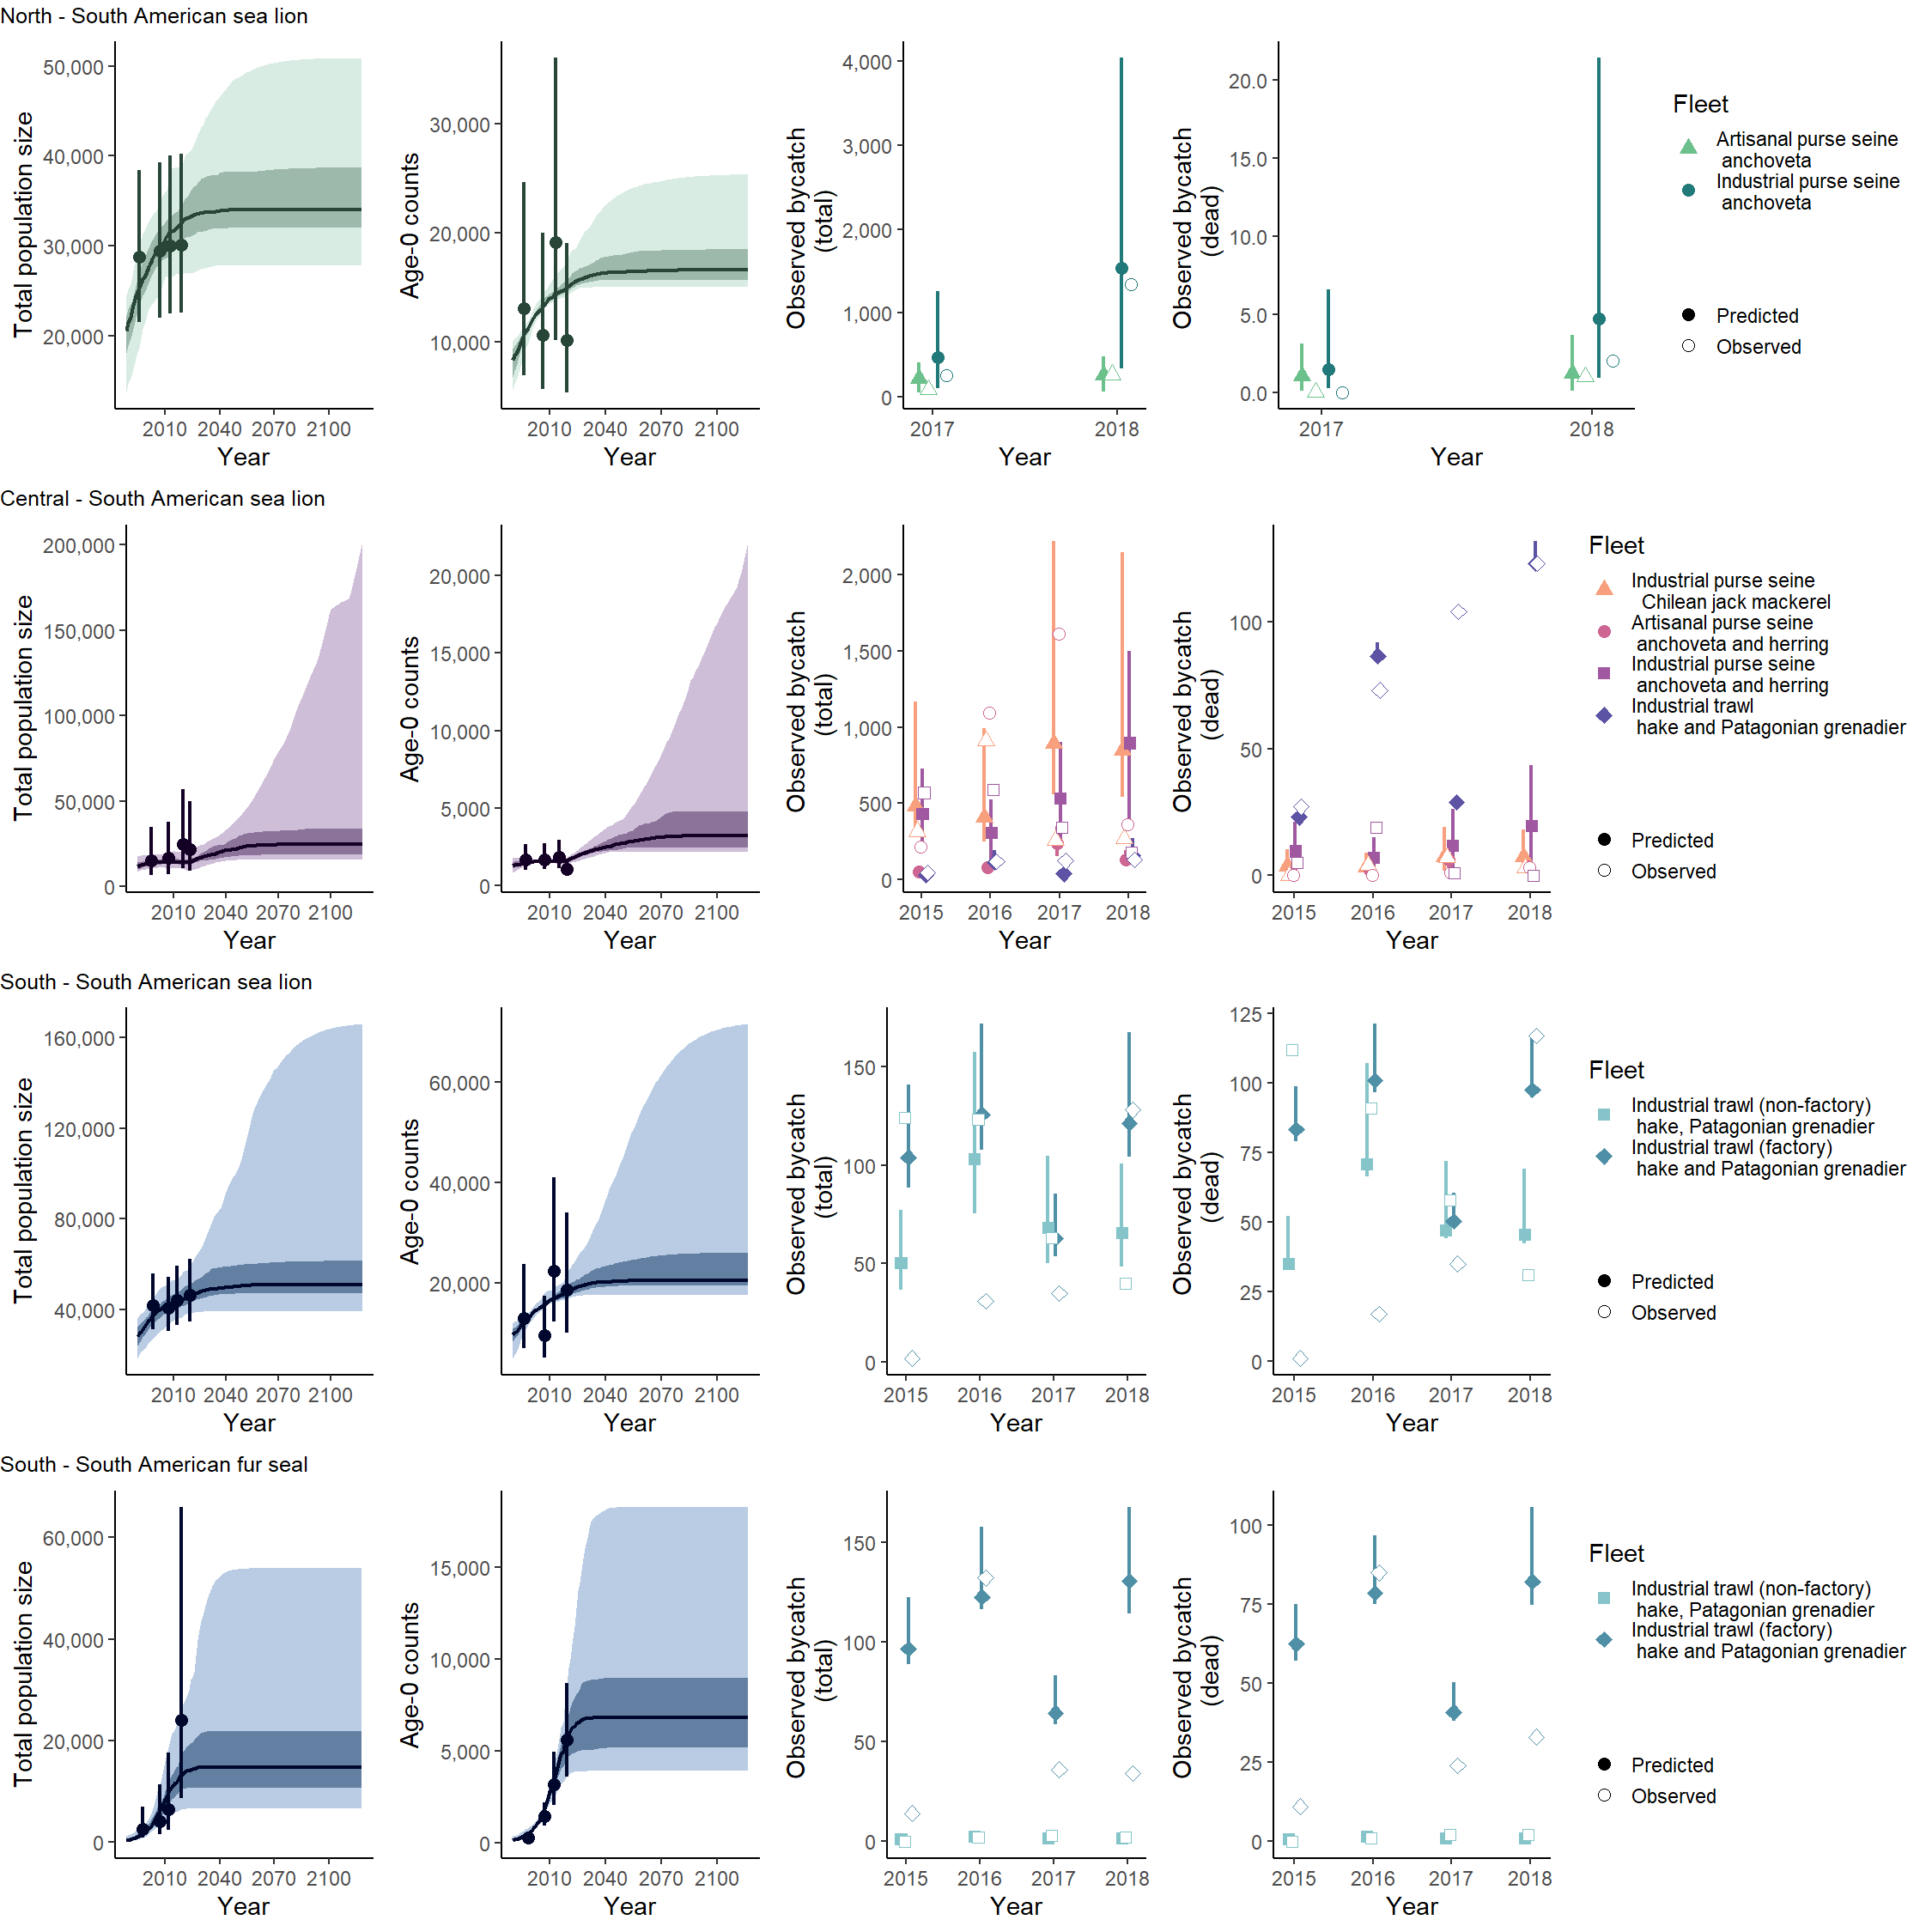 North - South American sea lion
Total population size
50,000
40,000
30,000
20,000
2010 2040 2070 2100
Year
Age-0 counts
30,000
20,000
10,000
2010 2040 2070 2100
Year
Observed bycatch
(total)
4,000
3,000
2,000
1,000
0
2017 2018
Year
Observed bycatch
(dead)
20.0
15.0
10.0
5.0
0.0
2017 2018
Year
Fleet
Artisanal purse seine
anchoveta
Industrial purse seine
anchoveta
Predicted
Observed
Central - South American sea lion
Total population size
200,000
150,000
100,000
50,000
0
2010 2040 2070 2100
Year
Age-0 counts
20,000
15,000
10,000
5,000
0
2010 2040 2070 2100
Year
Observed bycatch
(total)
2,000
1,500
1,000
500
0
2015 2016 2017 2018
Year
Observed bycatch
(dead)
100
50
0
2015 2016 2017 2018
Year
Fleet
Industrial purse seine
Chilean jack mackerel
Artisanal purse seine
anchoveta and herring
Industrial purse seine
anchoveta and herring
Industrial trawl
hake and Patagonian grenadier
Predicted
Observed
South - South American sea lion
Total population size
160,000
120,000
80,000
40,000
2010 2040 2070 2100
Year
Age-0 counts
60,000
40,000
20,000
2010 2040 2070 2100
Year
Observed bycatch
(total)
150
100
50
0
2015 2016 2017 2018
Year
Observed bycatch
(dead)
125
100
75
50
25
0
2015 2016 2017 2018
Year
Fleet
Industrial trawl (non-factory)
hake, Patagonian grenadier
Industrial trawl (factory)
hake and Patagonian grenadier
Predicted
Observed
South - South American fur seal
Total population size
60,000
40,000
20,000
0
2010 2040 2070 2100
Year
Age-0 counts
15,000
10,000
5,000
0
2010 2040 2070 2100
Year
Observed bycatch
(total)
150
100
50
0
2015 2016 2017 2018
Year
Observed bycatch
(dead)
100
75
50
25
0
2015 2016 2017 2018
Year
Fleet
Industrial trawl (non-factory)
hake, Patagonian grenadier
Industrial trawl (factory)
hake and Patagonian grenadier
Predicted
Observed